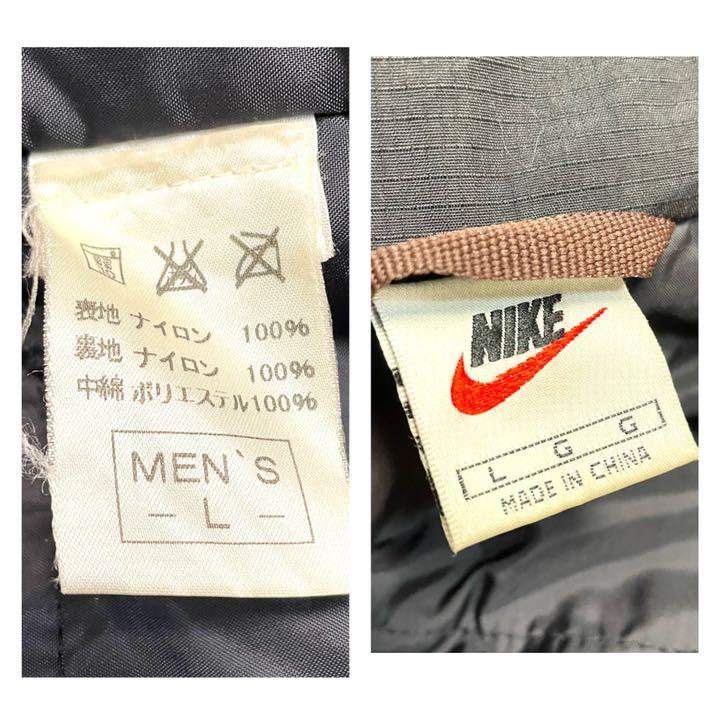 表地 ナイロン 100%
裏地 ナイロン 100%
中綿 ポリエステル100%
MEN`S
- L -
NIKE
L G G
MADE IN CHINA